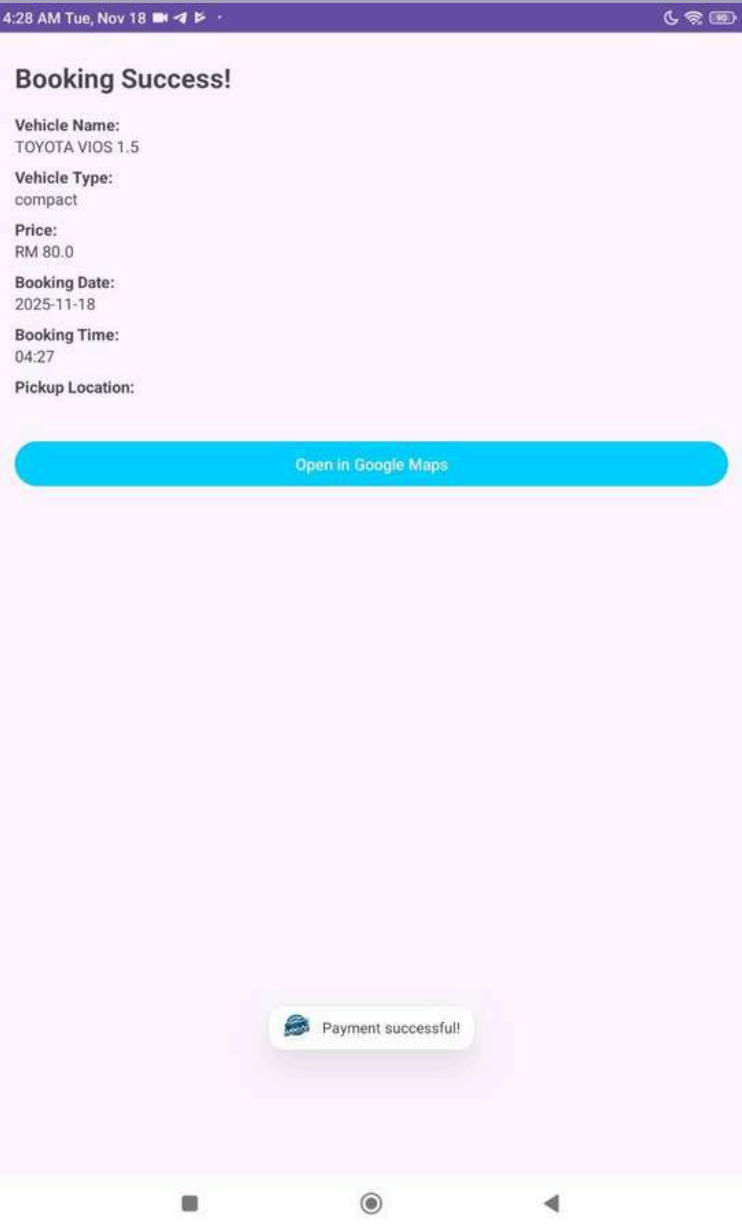 4:28 AM Tue, Nov 18
90
Booking Success!
Vehicle Name:
TOYOTA VIOS 1.5
Vehicle Type:
compact
Price:
RM 80.0
Booking Date:
2025-11-18
Booking Time:
04:27
Pickup Location:
Open in Google Maps
Payment successful!